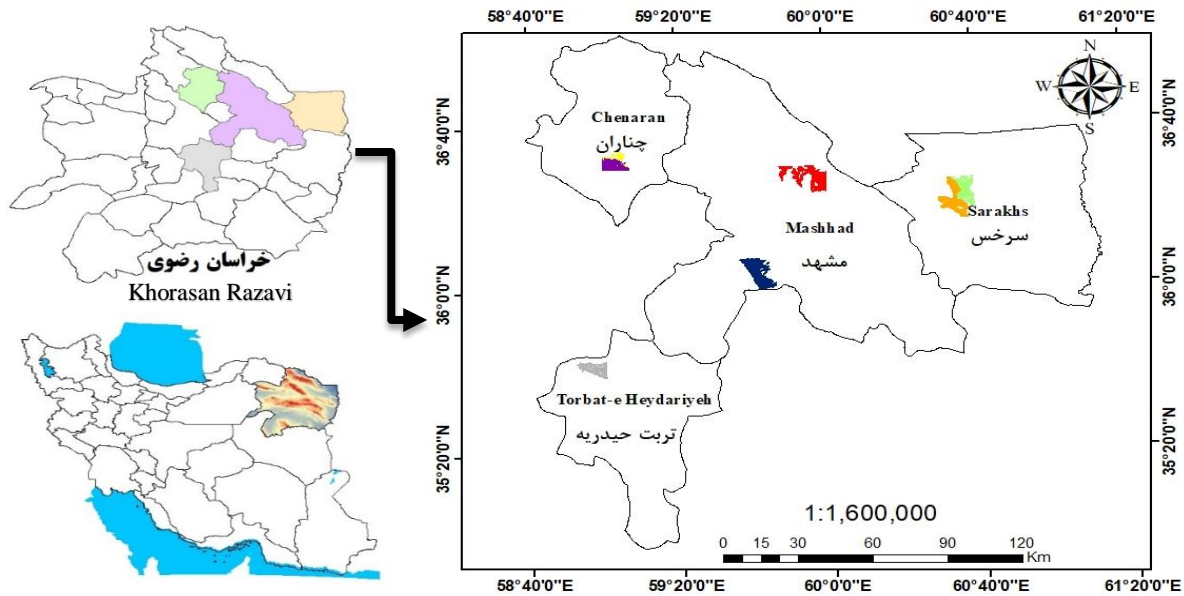 خراسان رضوی
Khorasan Razavi
58°40'0"E 59°20'0"E 60°0'0"E 60°40'0"E 61°20'0"E
N
W E
S
36°40'0"N 36°40'0"N
Chenaran
چناران
Sarakhs
سرخس
Mashhad
مشهد
36°0'0"N 36°0'0"N
Torbat-e Heydariyeh
تربت حیدریه
35°20'0"N 35°20'0"N
1:1,600,000
0 15 30 60 90 120
Km
58°40'0"E 59°20'0"E 60°0'0"E 60°40'0"E 61°20'0"E